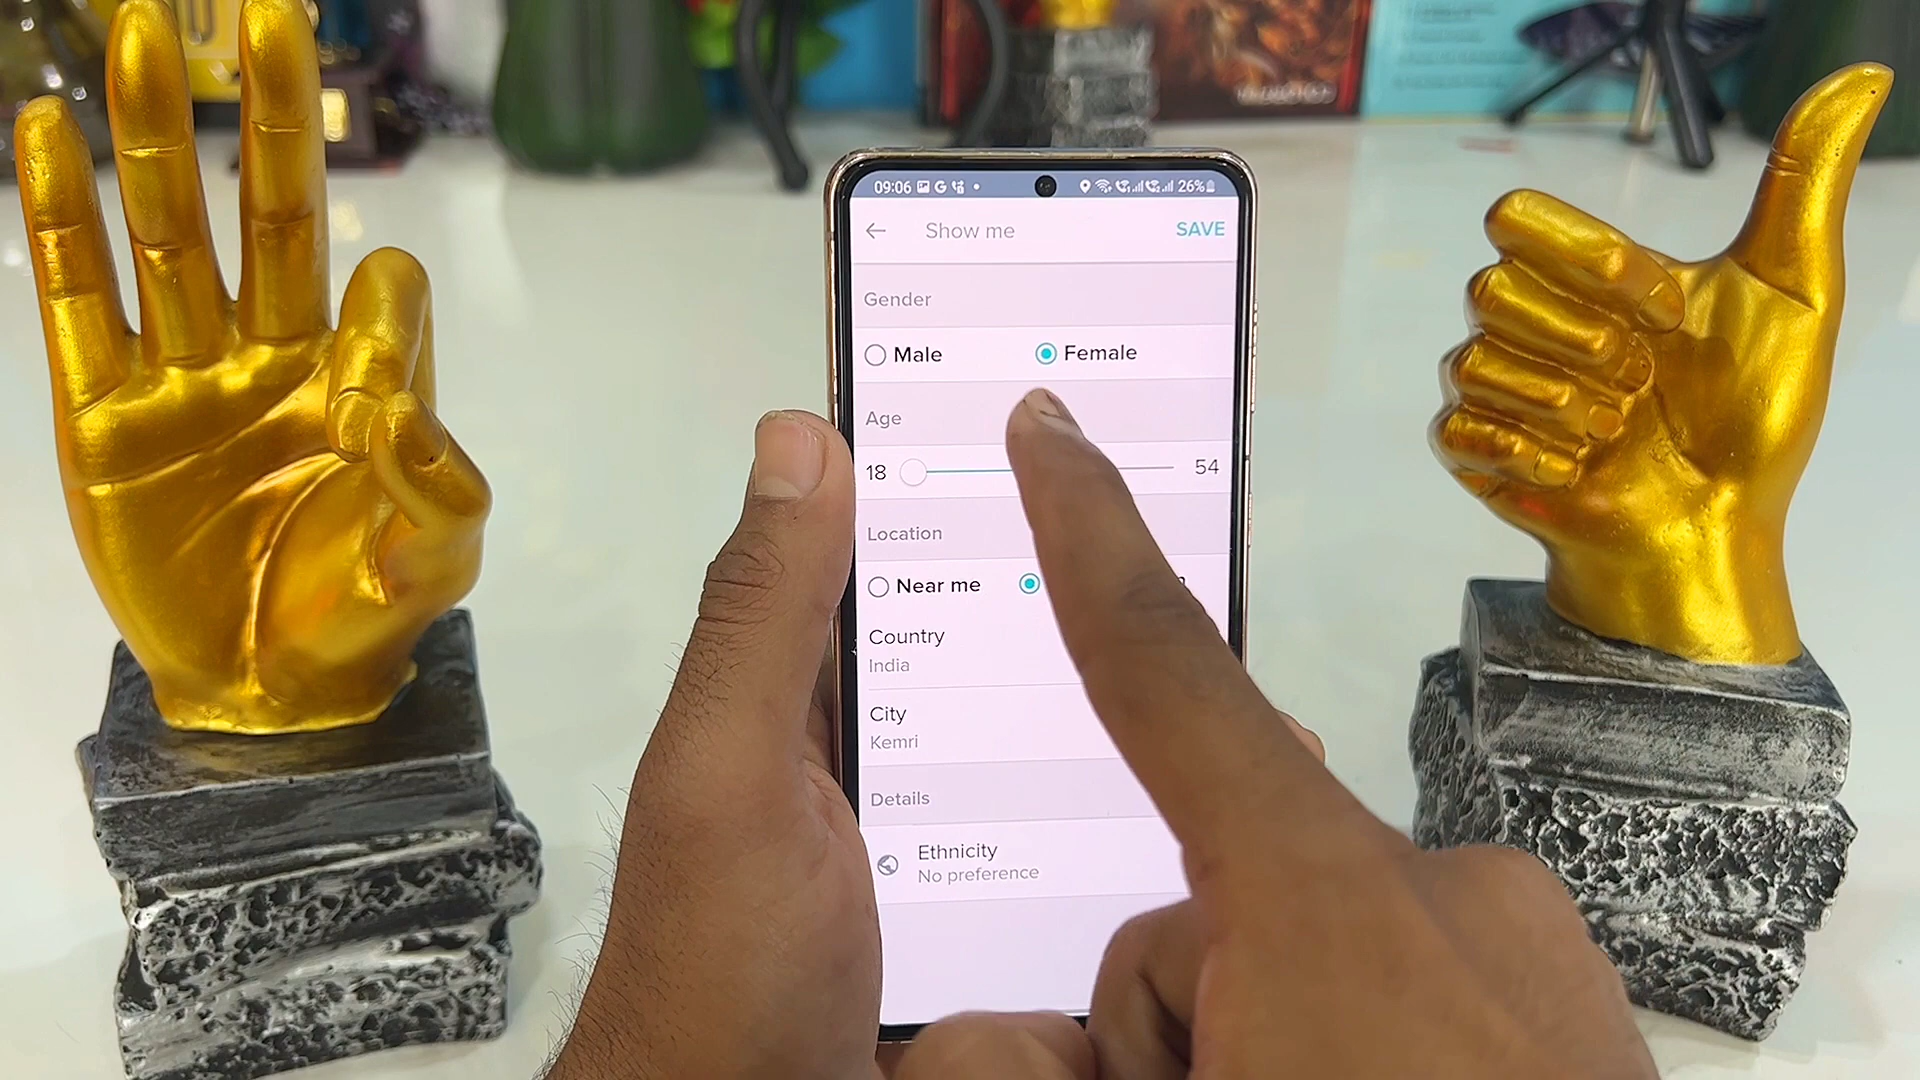 09:06 26%
Show me SAVE
Gender
Male Female
Age
18 54
Location
Near me
Country
India
City
Kemri
Details
Ethnicity
No preference